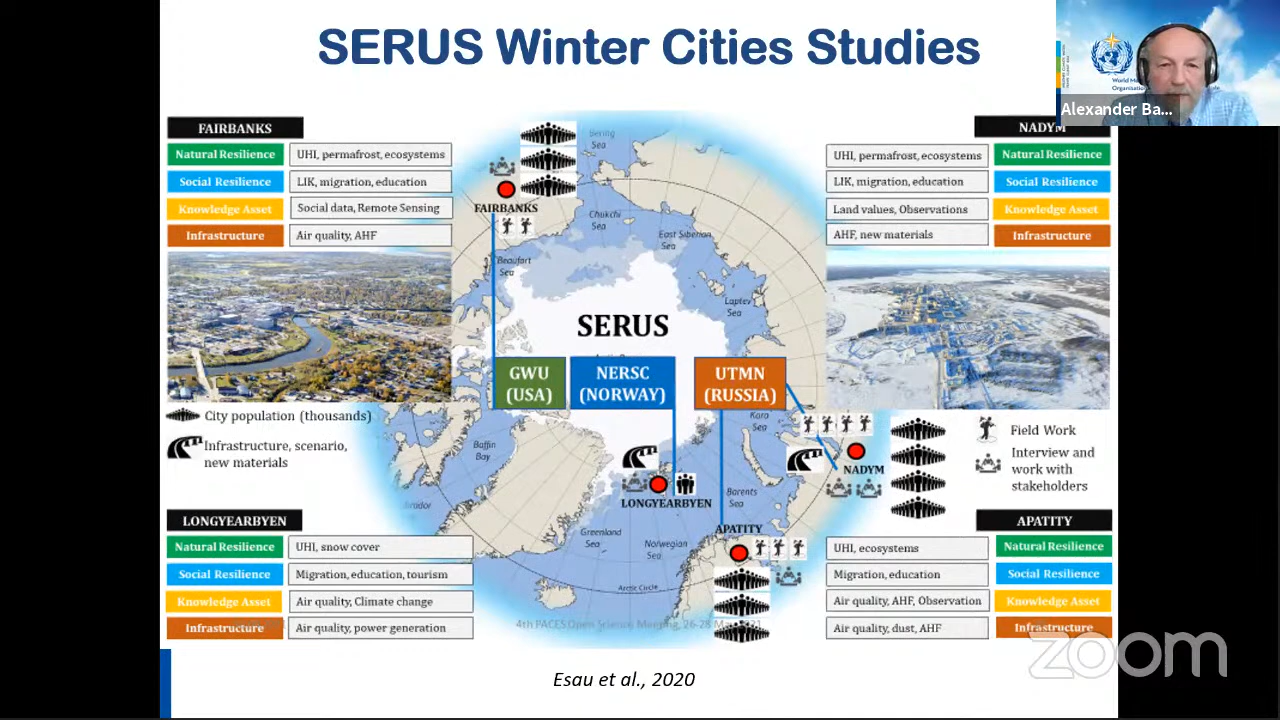 SERUS Winter Cities Studies
Alexander Ba...
FAIRBANKS
Natural Resilience
UHI, permafrost, ecosystems
Social Resilience
LIK, migration, education
Knowledge Asset
Social data, Remote Sensing
Infrastructure
Air quality, AHF
NADYM
UHI, permafrost, ecosystems
Natural Resilience
LIK, migration, education
Social Resilience
Land values, Observations
Knowledge Asset
AHF, new materials
Infrastructure
Bering
Sea
FAIRBANKS
Chukchi
Sea
East Siberian
Sea
Beaufort
Sea
Laptev
Sea
SERUS
GWU
(USA)
NERSC
(NORWAY)
UTMN
(RUSSIA)
Kara
Sea
City population (thousands)
Infrastructure, scenario,
new materials
Baffin
Bay
NADYM
Field Work
Interview and
work with
stakeholders
LONGYEARBYEN
Barents
Sea
APATITY
Greenland
Sea
Norwegian
Sea
Arctic Circle
LONGYEARBYEN
Natural Resilience
UHI, snow cover
Social Resilience
Migration, education, tourism
Knowledge Asset
Air quality, Climate change
Infrastructure
Air quality, power generation
APATITY
UHI, ecosystems
Natural Resilience
Migration, education
Social Resilience
Air quality, AHF, Observation
Knowledge Asset
Air quality, dust, AHF
Infrastructure
4th PACES Open Science Meeting, 26-28
zoom
Esau et al., 2020